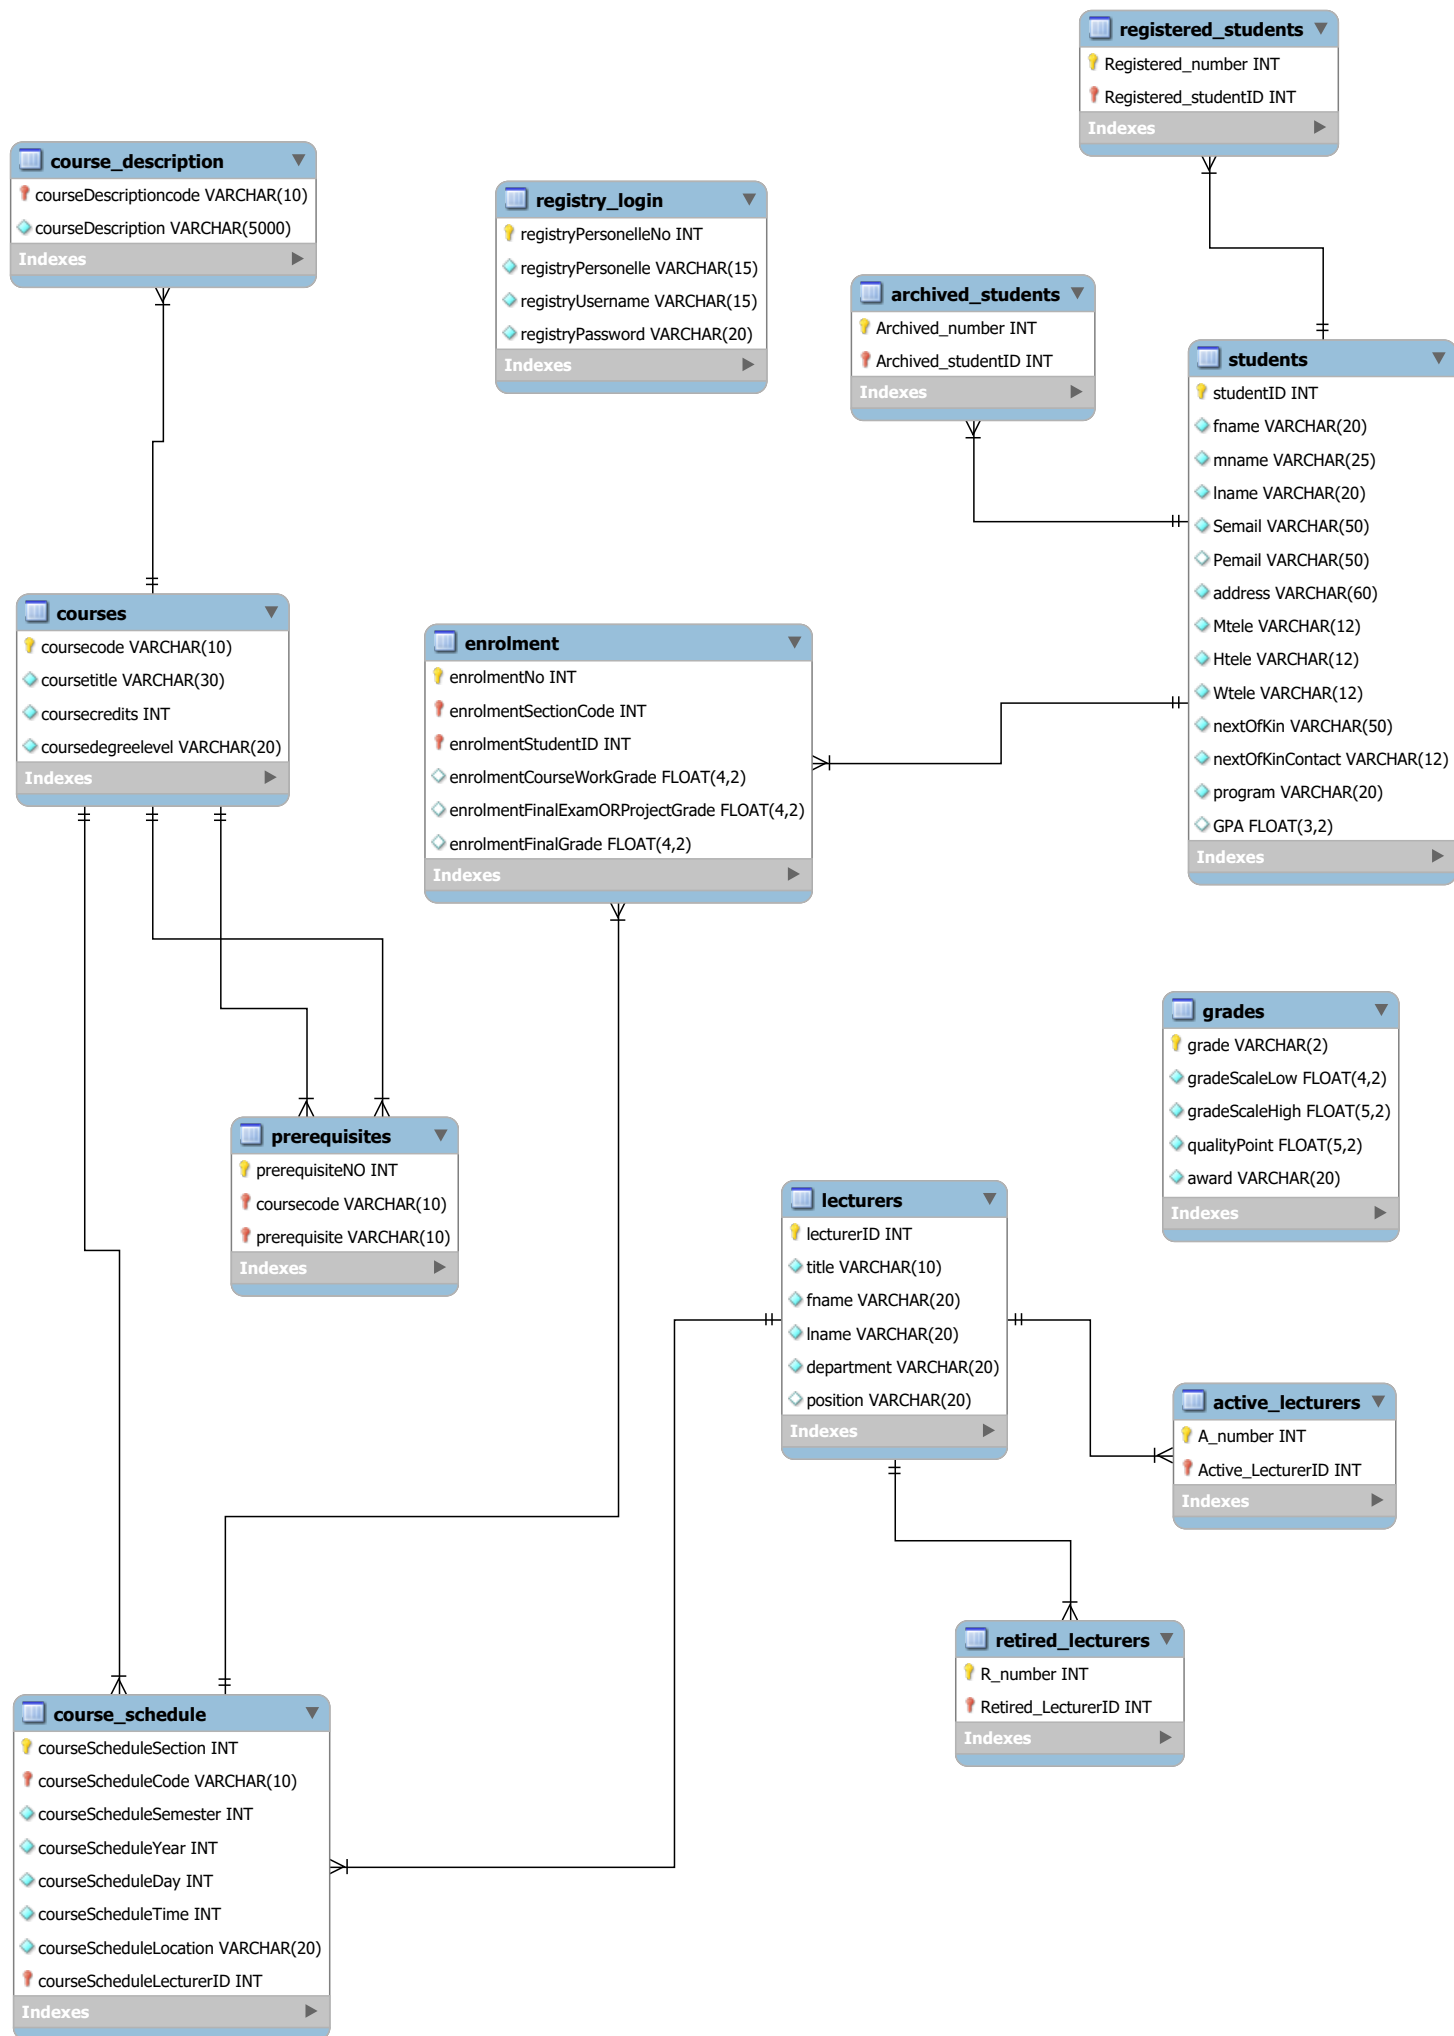 registered_students
Registered_number INT
Registered_studentID INT
Indexes
course_description
courseDescriptioncode VARCHAR(10)
courseDescription VARCHAR(5000)
Indexes
registry_login
registryPersonelleNo INT
registryPersonelle VARCHAR(15)
registryUsername VARCHAR(15)
registryPassword VARCHAR(20)
Indexes
archived_students
Archived_number INT
Archived_studentID INT
Indexes
students
studentID INT
fname VARCHAR(20)
mname VARCHAR(25)
lname VARCHAR(20)
Semail VARCHAR(50)
Pemail VARCHAR(50)
address VARCHAR(60)
Mtele VARCHAR(12)
Htele VARCHAR(12)
Wtele VARCHAR(12)
nextOfKin VARCHAR(50)
nextOfKinContact VARCHAR(12)
program VARCHAR(20)
GPA FLOAT(3,2)
Indexes
courses
coursecode VARCHAR(10)
coursetitle VARCHAR(30)
coursecredits INT
coursedegreelevel VARCHAR(20)
Indexes
enrolment
enrolmentNo INT
enrolmentSectionCode INT
enrolmentStudentID INT
enrolmentCourseWorkGrade FLOAT(4,2)
enrolmentFinalExamORProjectGrade FLOAT(4,2)
enrolmentFinalGrade FLOAT(4,2)
Indexes
grades
grade VARCHAR(2)
gradeScaleLow FLOAT(4,2)
gradeScaleHigh FLOAT(5,2)
qualityPoint FLOAT(5,2)
award VARCHAR(20)
Indexes
prerequisites
prerequisiteNO INT
coursecode VARCHAR(10)
prerequisite VARCHAR(10)
Indexes
lecturers
lecturerID INT
title VARCHAR(10)
fname VARCHAR(20)
lname VARCHAR(20)
department VARCHAR(20)
position VARCHAR(20)
Indexes
active_lecturers
A_number INT
Active_LecturerID INT
Indexes
retired_lecturers
R_number INT
Retired_LecturerID INT
Indexes
course_schedule
courseScheduleSection INT
courseScheduleCode VARCHAR(10)
courseScheduleSemester INT
courseScheduleYear INT
courseScheduleDay INT
courseScheduleTime INT
courseScheduleLocation VARCHAR(20)
courseScheduleLecturerID INT
Indexes